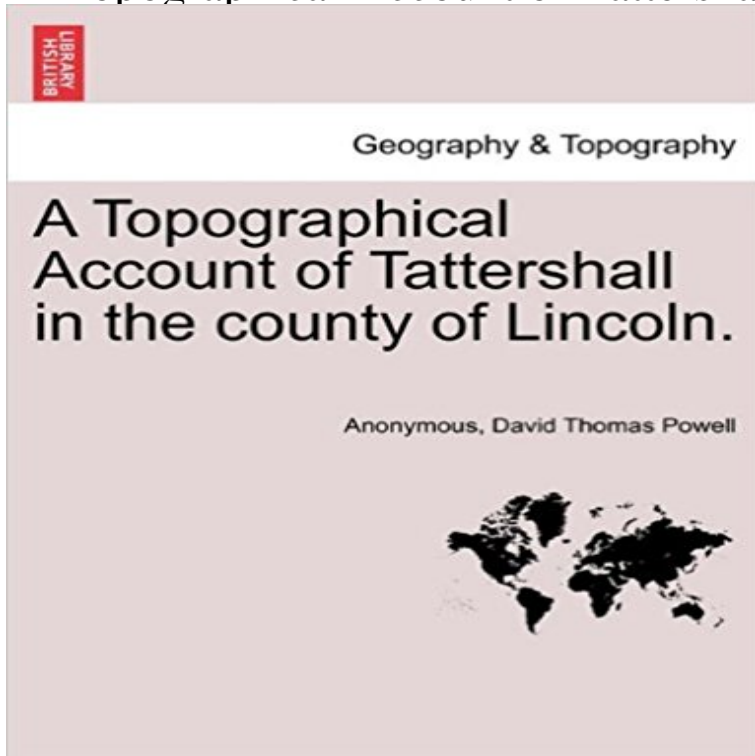 BRITISH
LIBRARY
Geography & Topography
A Topographical
Account of Tattershall
in the county of Lincoln.
Anonymous, David Thomas Powell